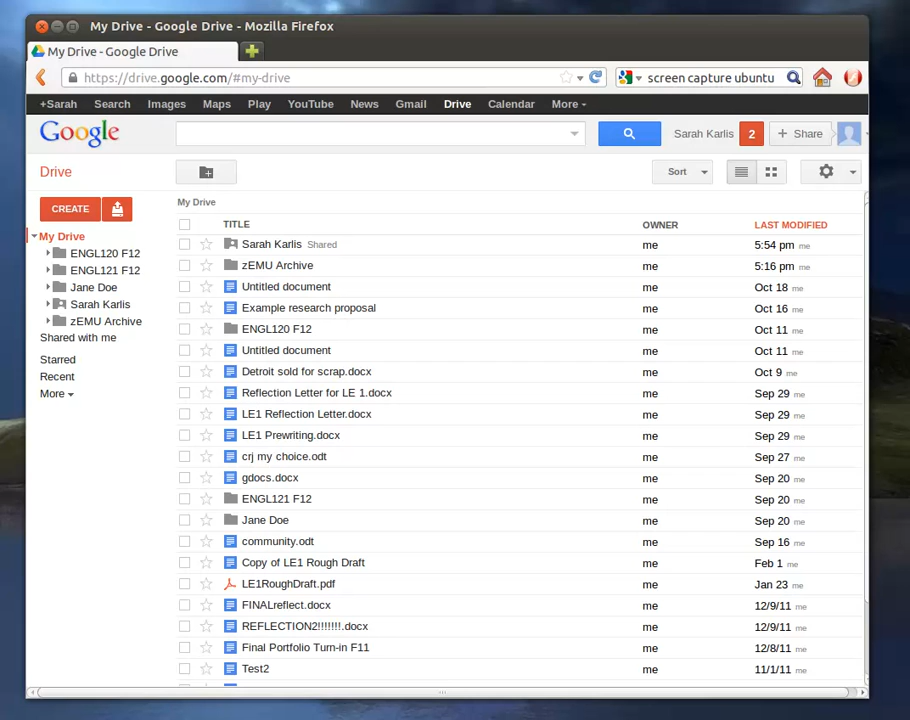 My Drive - Google Drive - Mozilla Firefox
My Drive - Google Drive
https://drive.google.com/#my-drive
screen capture ubuntu
+Sarah Search Images Maps Play YouTube News Gmail Drive Calendar More
Google
Sarah Karlis 2 + Share
Drive
Sort
CREATE
My Drive
ENGL120 F12
ENGL121 F12
Jane Doe
Sarah Karlis
zEMU Archive
Shared with me
Starred
Recent
More
My Drive
TITLE OWNER LAST MODIFIED
Sarah Karlis Shared me 5:54 pm me
zEMU Archive me 5:16 pm me
Untitled document me Oct 18 me
Example research proposal me Oct 16 me
ENGL120 F12 me Oct 11 me
Untitled document me Oct 11 me
Detroit sold for scrap.docx me Oct 9 me
Reflection Letter for LE 1.docx me Sep 29 me
LE1 Reflection Letter.docx me Sep 29 me
LE1 Prewriting.docx me Sep 29 me
crj my choice.odt me Sep 27 me
gdocs.docx me Sep 20 me
ENGL121 F12 me Sep 20 me
Jane Doe me Sep 20 me
community.odt me Sep 16 me
Copy of LE1 Rough Draft me Feb 1 me
LE1RoughDraft.pdf me Jan 23 me
FINALreflect.docx me 12/9/11 me
REFLECTION2!!!!!!!.docx me 12/9/11 me
Final Portfolio Turn-in F11 me 12/8/11 me
Test2 me 11/1/11 me